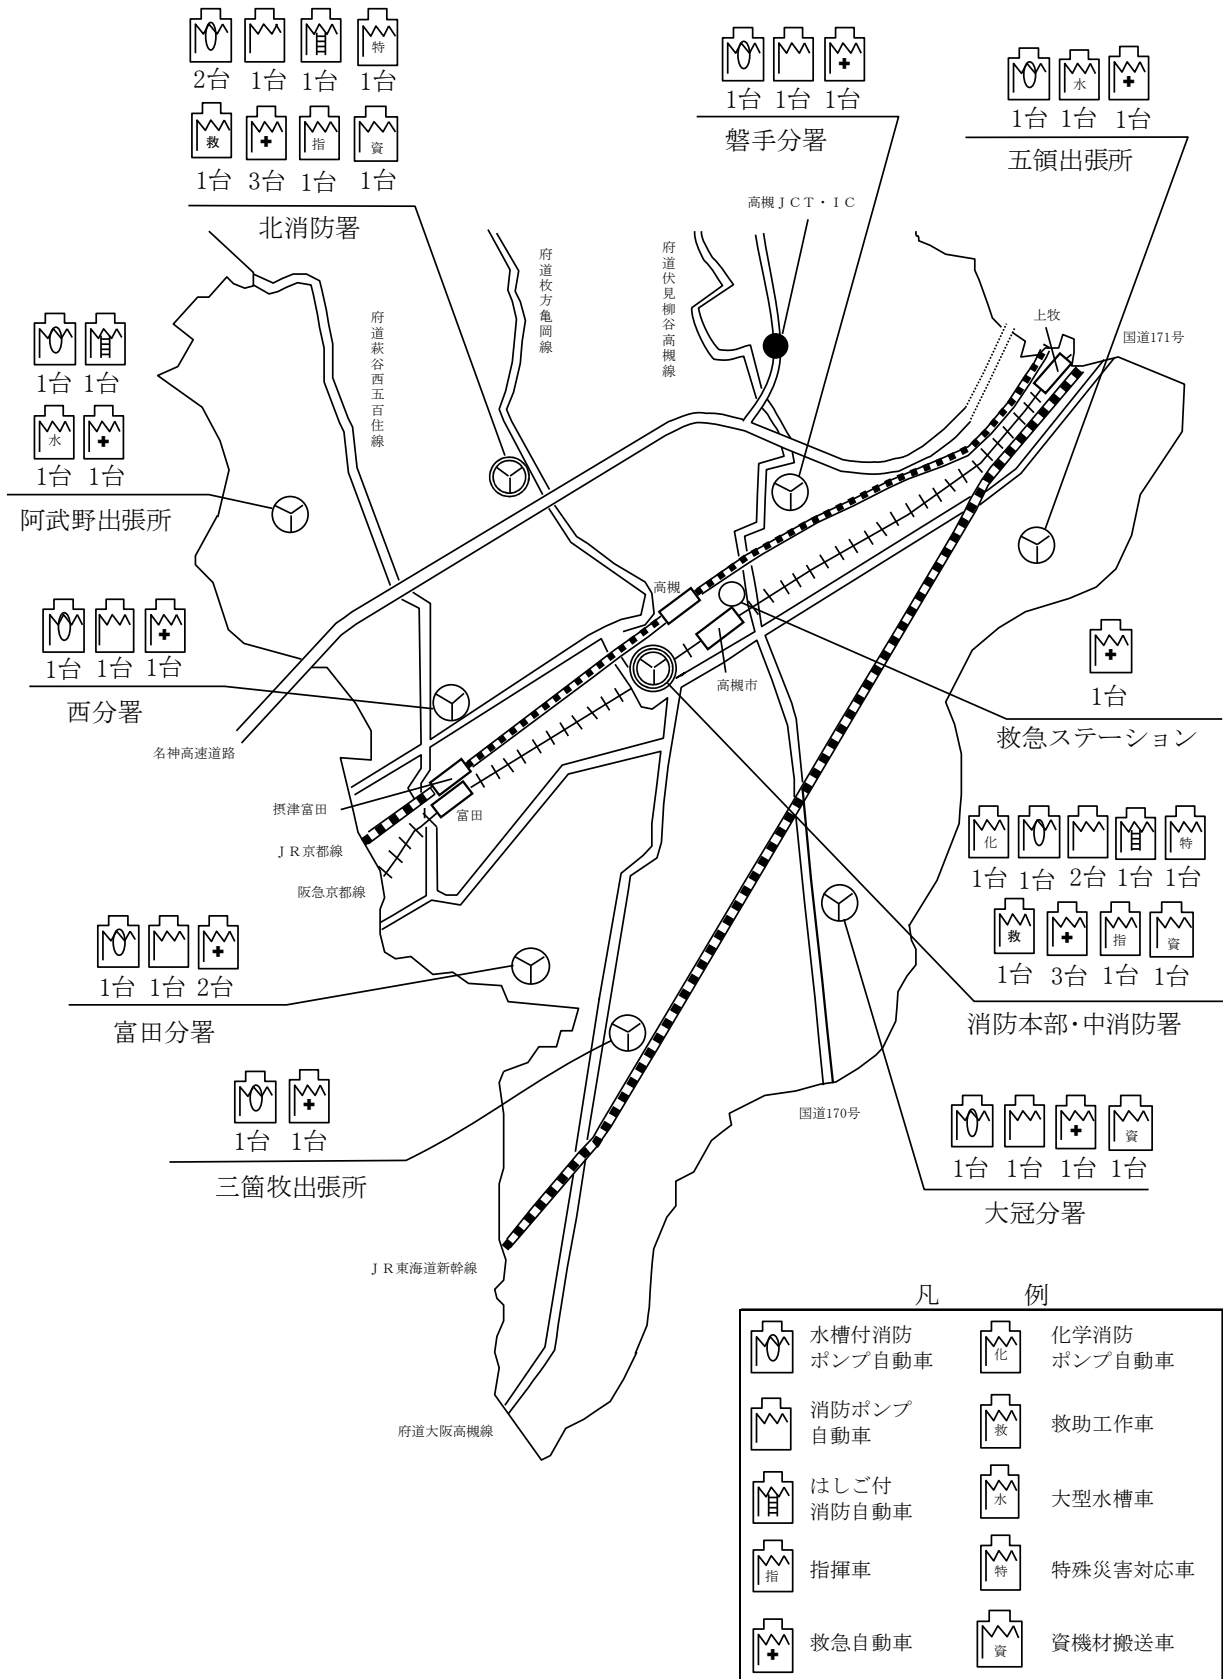 2台 1台 1台 1台
特
救 指 資
1台 3台 1台 1台
北消防署
1台 1台 1台
磐手分署
水
1台 1台 1台
五領出張所
高槻JCT・IC
府道枚方亀岡線
府道伏見柳谷高槻線
府道萩谷西五百住線
上牧
国道171号
1台 1台
水
1台 1台
阿武野出張所
1台 1台 1台
西分署
高槻
高槻市
1台
救急ステーション
名神高速道路
摂津富田
富田
JR京都線
阪急京都線
化 特
1台 1台 2台 1台 1台
救 指 資
1台 3台 1台 1台
消防本部・中消防署
1台 1台 2台
富田分署
1台 1台
三箇牧出張所
国道170号
資
1台 1台 1台 1台
大冠分署
JR東海道新幹線
府道大阪高槻線
凡 例
水槽付消防
ポンプ自動車
化
化学消防
ポンプ自動車
消防ポンプ
自動車
救
救助工作車
はしご付
消防自動車
水
大型水槽車
指
指揮車
特
特殊災害対応車
救急自動車
資
資機材搬送車